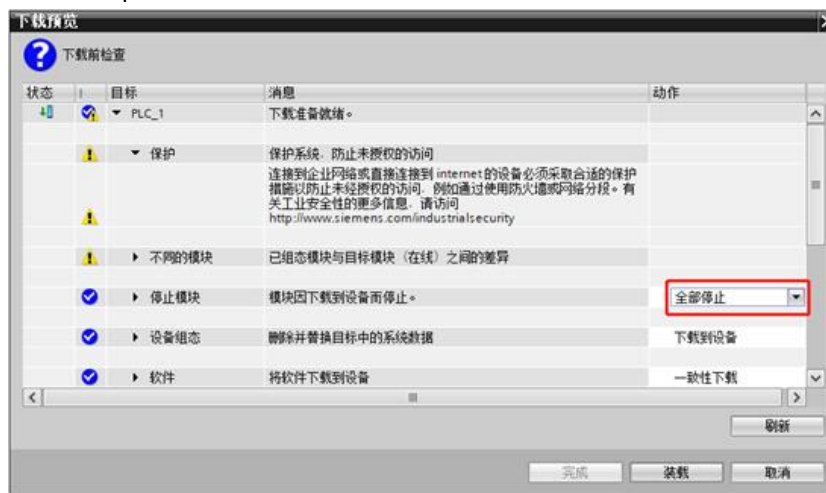 下载预览
下载前检查
状态 ! 目标 消息 动作
PLC_1 下载准备就绪。
保护 保护系统，防止未授权的访问
连接到企业网络或直接连接到 internet 的设备必须采取合适的保护
措施以防止未经授权的访问，例如通过使用防火墙或网络分段。有
关工业安全性的更多信息，请访问
http://www.siemens.com/industrialsecurity
不同的模块 已组态模块与目标模块（在线）之间的差异
停止模块 模块因下载到设备而停止。 全部停止
设备组态 删除并替换目标中的系统数据 下载到设备
软件 将软件下载到设备 一致性下载
刷新
完成 装载 取消